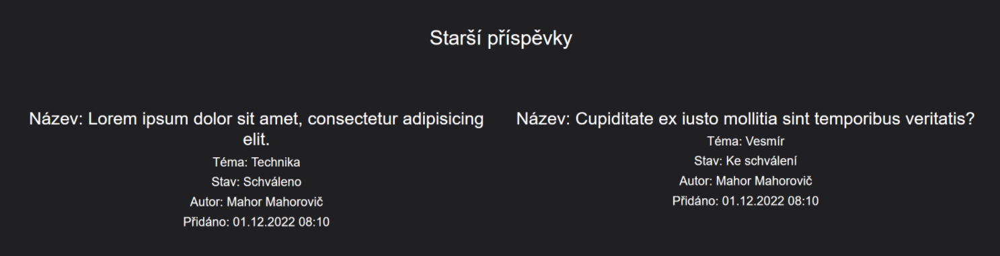 Starší příspěvky
Název: Lorem ipsum dolor sit amet, consectetur adipisicing
elit.
Téma: Technika
Stav: Schváleno
Autor: Mahor Mahorovič
Přidáno: 01.12.2022 08:10
Název: Cupiditate ex iusto mollitia sint temporibus veritatis?
Téma: Vesmír
Stav: Ke schválení
Autor: Mahor Mahorovič
Přidáno: 01.12.2022 08:10